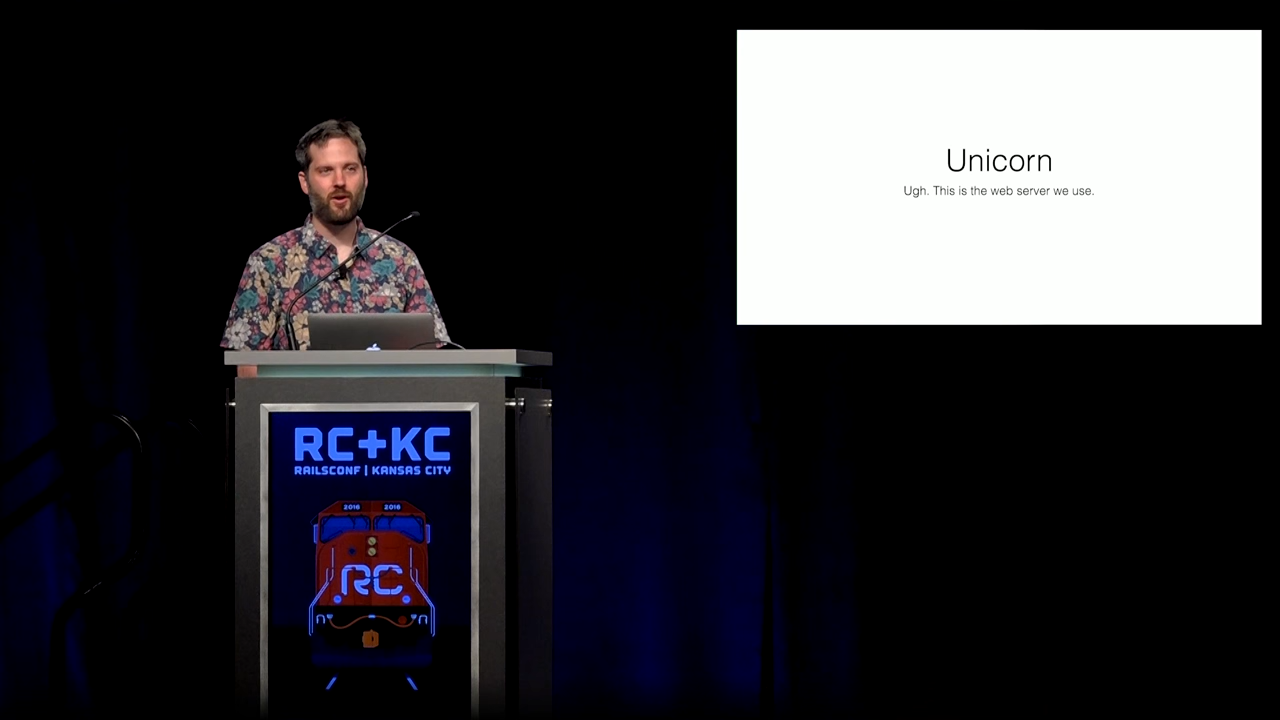 Unicorn
Ugh. This is the web server we use.
RC+KC
RAILSCONF | KANSAS CITY
2016 2016
RC